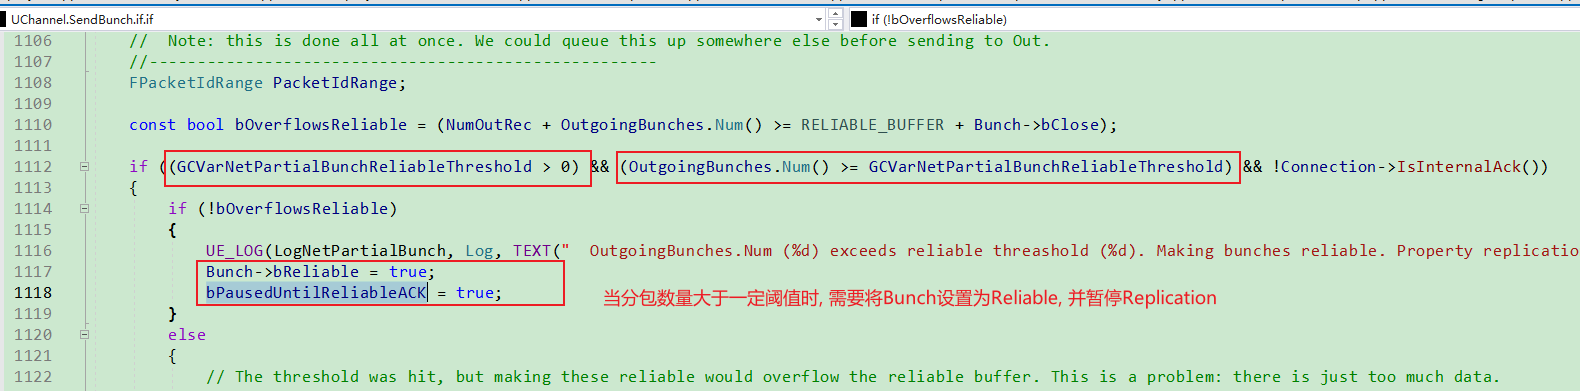 UChannel.SendBunch.if.if
if (!bOverflowsReliable)
1106 //  Note: this is done all at once. We could queue this up somewhere else before sending to Out.
1107 //-----------------------------------------------------
1108 FPacketIdRange PacketIdRange;
1109
1110 const bool bOverflowsReliable = (NumOutRec + OutgoingBunches.Num() >= RELIABLE_BUFFER + Bunch->bClose);
1111
1112 if ((GCVarNetPartialBunchReliableThreshold > 0) && (OutgoingBunches.Num() >= GCVarNetPartialBunchReliableThreshold) && !Connection->IsInternalAck())
1113 {
1114 if (!bOverflowsReliable)
1115 {
1116 UE_LOG(LogNetPartialBunch, Log, TEXT("  OutgoingBunches.Num (%d) exceeds reliable threashold (%d). Making bunches reliable. Property replicatio
1117 Bunch->bReliable = true;
1118 bPausedUntilReliableACK = true;
当分包数量大于一定阈值时, 需要将Bunch设置为Reliable, 并暂停Replication
1119 }
1120 else
1121 {
1122 // The threshold was hit, but making these reliable would overflow the reliable buffer. This is a problem: there is just too much data.